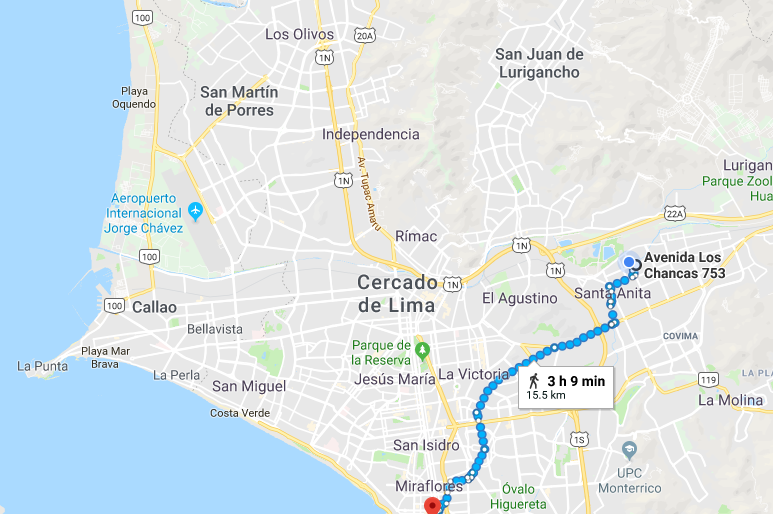 100
Los Olivos
20A
1N
San Juan de
Lurigancho
Playa
Oquendo
San Martín
de Porres
Independencia
1N
Av. Tupac Amaru
Lurigan
Parque Zool
Hua
Aeropuerto
Internacional
Jorge Chávez
22A
Rímac
1N
100
1N
1N
Avenida Los
Chancas 753
Cercado
de Lima
El Agustino
Santa Anita
100
Callao
Bellavista
COVIMA
Parque de
la Reserva
Playa Mar
Brava
La Punta
La Perla
San Miguel
Jesús María
La Victoria
3 h 9 min
15.5 km
119
LA PLA
La Molina
Costa Verde
San Isidro
1S
UPC
Monterrico
Miraflores
Óvalo
Higuereta